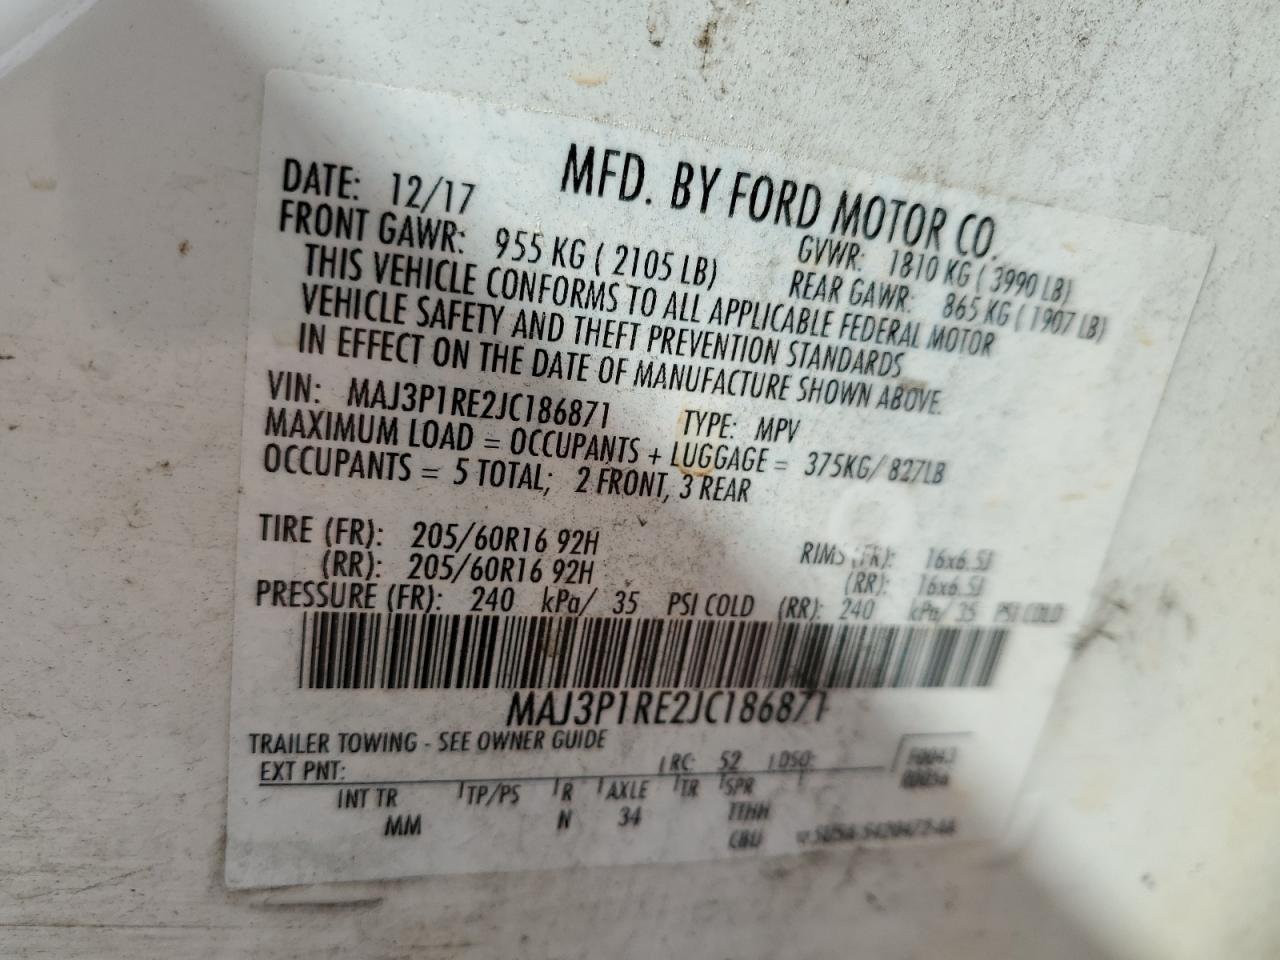 MFD. BY FORD MOTOR CO.
DATE: 12/17 GVWR: 1810 KG ( 3990 LB)
FRONT GAWR: 955 KG ( 2105 LB) REAR GAWR: 865 KG ( 1907 LB)
THIS VEHICLE CONFORMS TO ALL APPLICABLE FEDERAL MOTOR
VEHICLE SAFETY AND THEFT PREVENTION STANDARDS
IN EFFECT ON THE DATE OF MANUFACTURE SHOWN ABOVE.
VIN: MAJ3P1RE2JC186871 TYPE: MPV
MAXIMUM LOAD = OCCUPANTS + LUGGAGE = 375KG/ 827LB
OCCUPANTS = 5 TOTAL; 2 FRONT, 3 REAR
TIRE (FR): 205/60R16 92H RIMS (FR): 16x6.5J
(RR): 205/60R16 92H (RR): 16x6.5J
PRESSURE (FR): 240 kPa/ 35 PSI COLD (RR): 240 kPa/ 35 PSI COLD
MAJ3P1RE2JC186871
TRAILER TOWING - SEE OWNER GUIDE
EXT PNT: RC: 52 DSO:
INT TR TP/PS R AXLE TR SPR
MM N 34
CBU